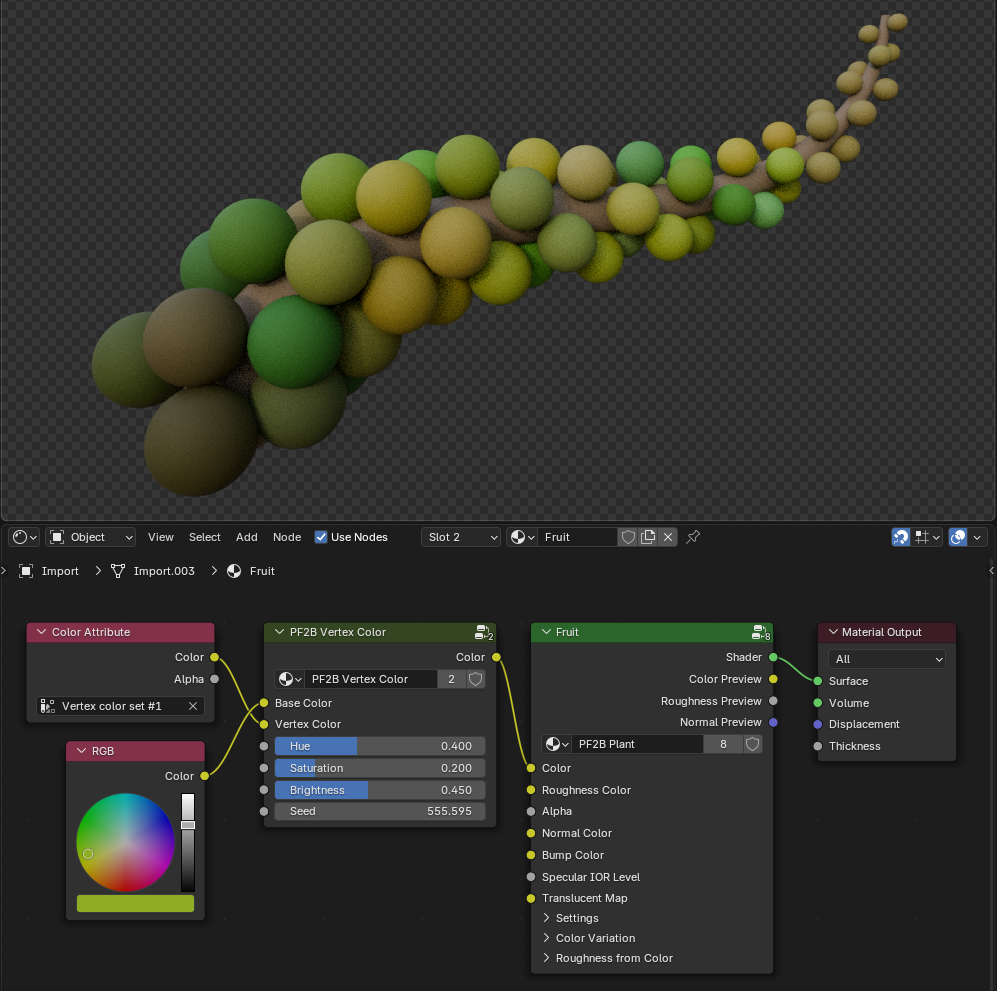 Object View Select Add Node Use Nodes Slot 2 Fruit
Import Import.003 Fruit
Color Attribute
Color
Alpha
Vertex color set #1
RGB
Color
PF2B Vertex Color 2
Color
PF2B Vertex Color 2
Base Color
Vertex Color
Hue 0.400
Saturation 0.200
Brightness 0.450
Seed 555.595
Fruit 8
Shader
Color Preview
Roughness Preview
Normal Preview
PF2B Plant 8
Color
Roughness Color
Alpha
Normal Color
Bump Color
Specular IOR Level
Translucent Map
Settings
Color Variation
Roughness from Color
Material Output
All
Surface
Volume
Displacement
Thickness